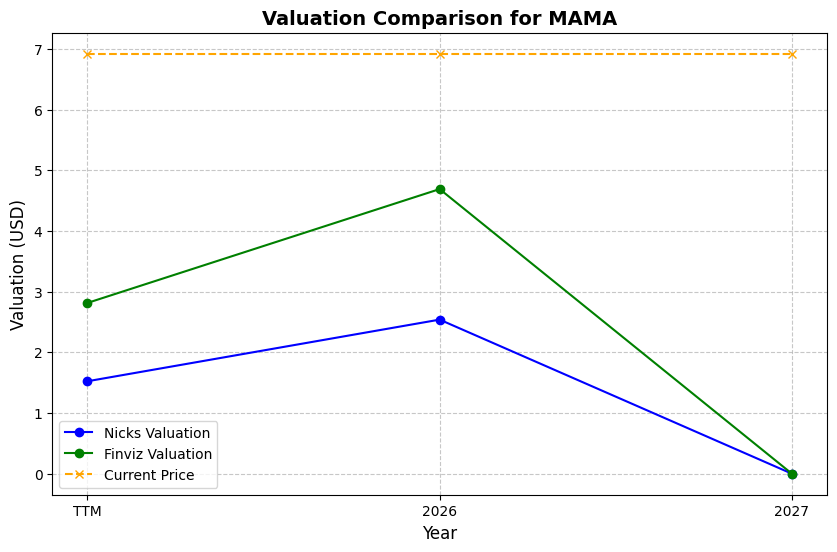 Valuation Comparison for MAMA
Valuation (USD)
7
6
5
4
3
2
1
0
Nicks Valuation
Finviz Valuation
Current Price
TTM
2026
2027
Year